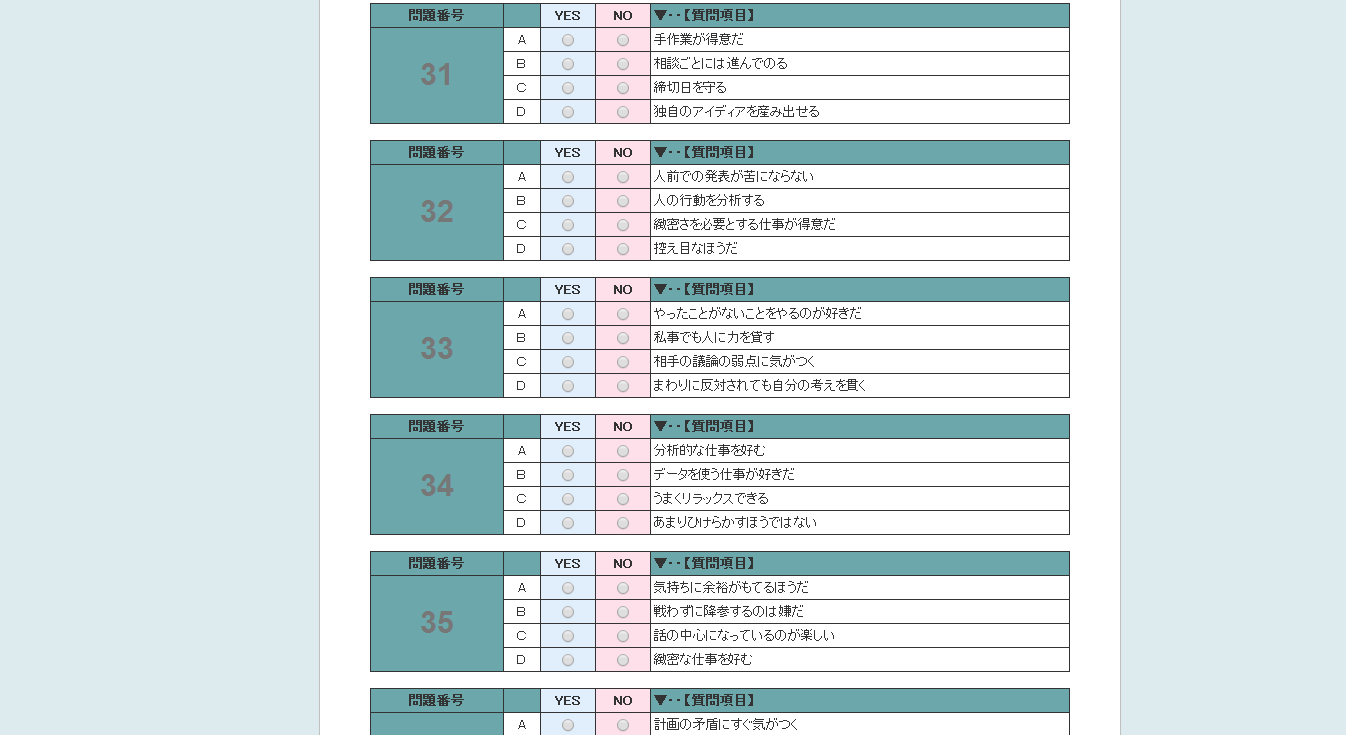 問題番号 YES NO ▼--【質問項目】
31
A 手作業が得意だ
B 相談ごとには進んでのる
C 締切日を守る
D 独自のアイディアを産み出せる
問題番号 YES NO ▼--【質問項目】
32
A 人前での発表が苦にならない
B 人の行動を分析する
C 緻密さを必要とする仕事が得意だ
D 控え目なほうだ
問題番号 YES NO ▼--【質問項目】
33
A やったことがないことをやるのが好きだ
B 私事でも人に力を貸す
C 相手の議論の弱点に気がつく
D まわりに反対されても自分の考えを貫く
問題番号 YES NO ▼--【質問項目】
34
A 分析的な仕事を好む
B データを使う仕事が好きだ
C うまくリラックスできる
D あまりひけらかすほうではない
問題番号 YES NO ▼--【質問項目】
35
A 気持ちに余裕がもてるほうだ
B 戦わずに降参するのは嫌だ
C 話の中心になっているのが楽しい
D 緻密な仕事を好む
問題番号 YES NO ▼--【質問項目】
A 計画の矛盾にすぐ気がつく